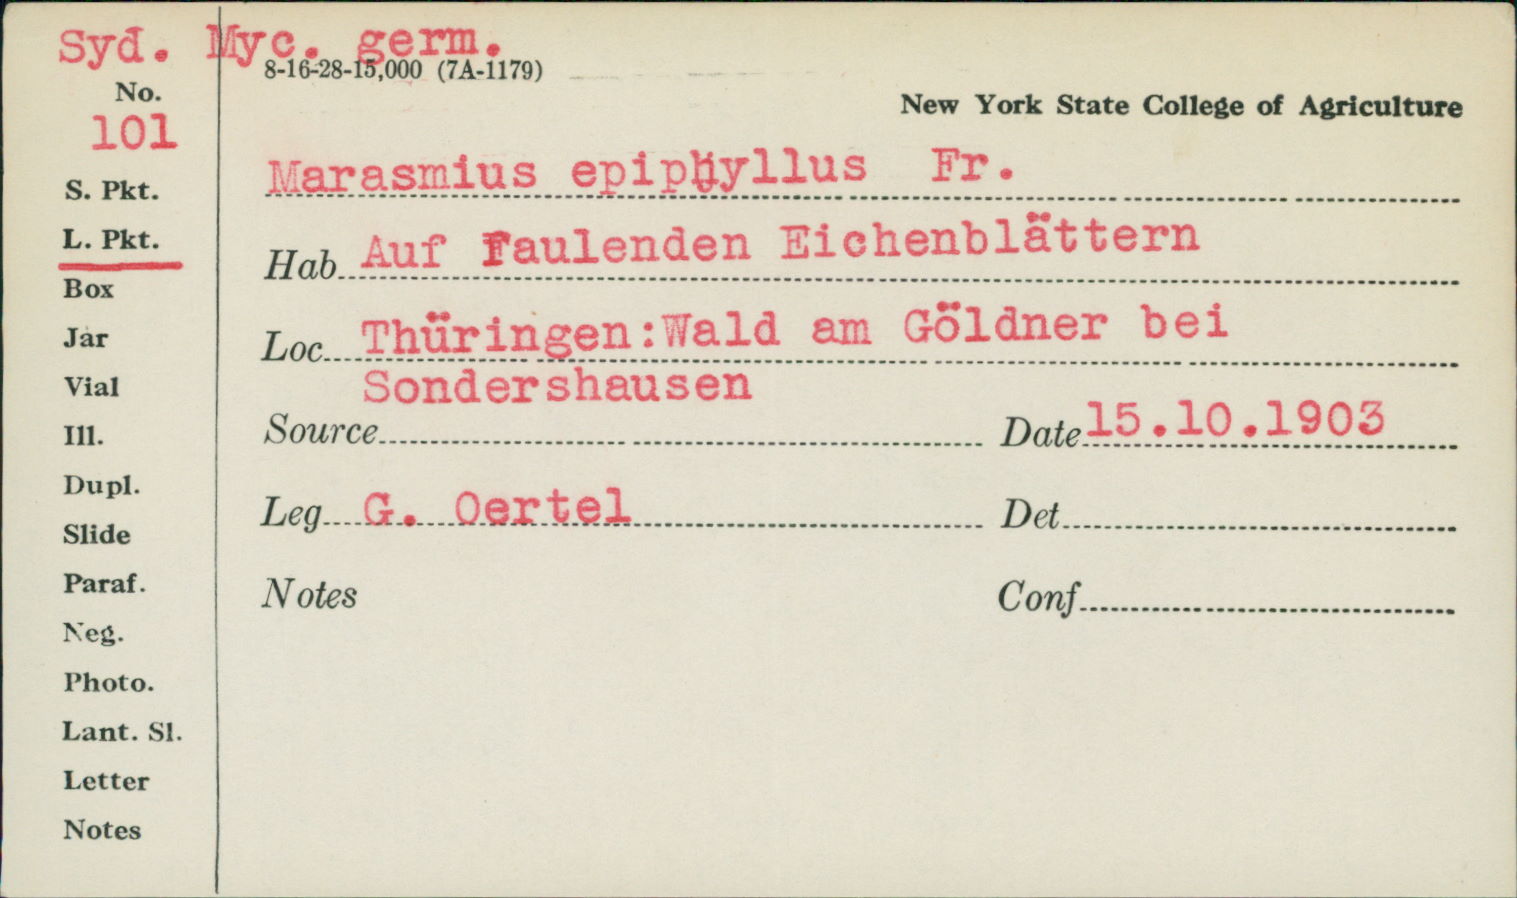 Syd. Myc. germ.
8-16-28-15,000 (7A-1179)
No.
New York State College of Agriculture
101
Marasmius epiphyllus Fr.
S. Pkt.
L. Pkt.
Hab Auf Faulenden Eichenblättern
Box
Jar
Loc Thüringen:Wald am Göldner bei
Vial
Sondershausen
Ill.
Source Date 15.10.1903
Dupl.
Leg G. Oertel Det
Slide
Paraf.
Notes Conf
Neg.
Photo.
Lant. Sl.
Letter
Notes